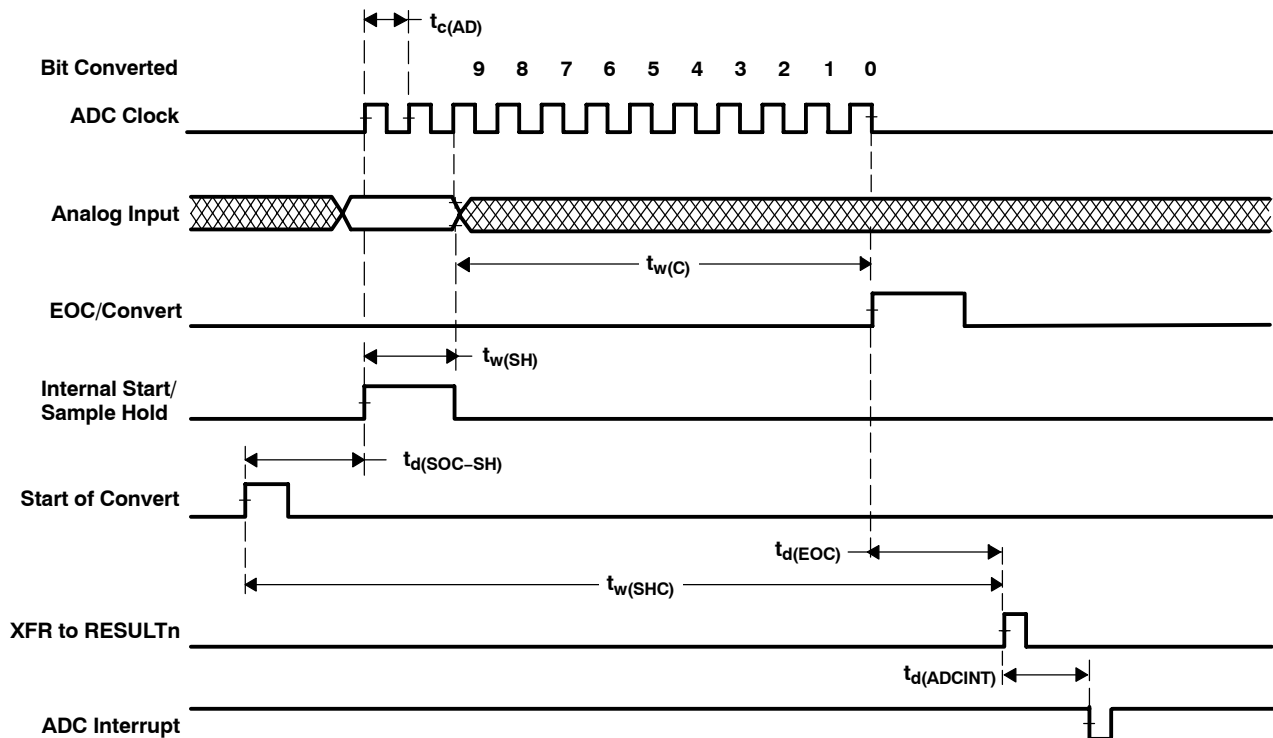 tc(AD)
Bit Converted 9 8 7 6 5 4 3 2 1 0
ADC Clock
Analog Input
tw(C)
EOC/Convert
tw(SH)
Internal Start/
Sample Hold
td(SOC−SH)
Start of Convert
td(EOC)
tw(SHC)
XFR to RESULTn
td(ADCINT)
ADC Interrupt